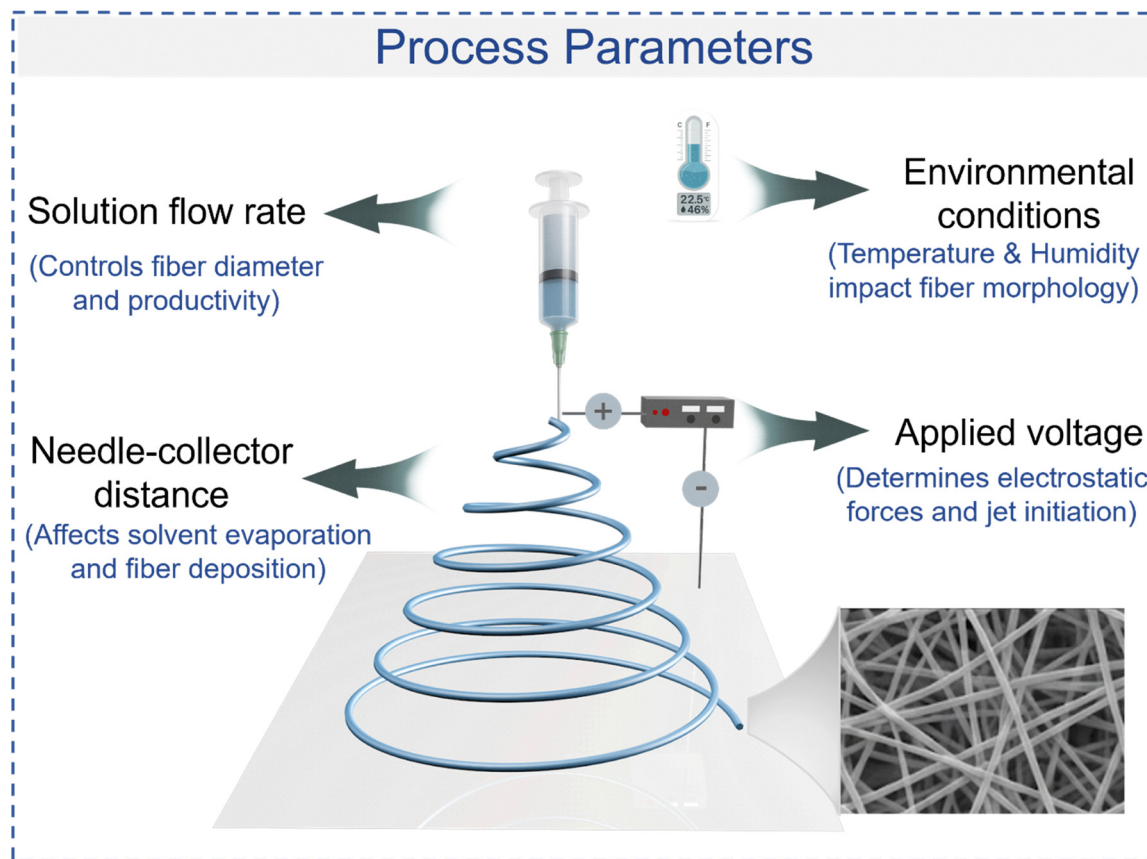 Process Parameters
C F
22.5°C
46%
Solution flow rate
(Controls fiber diameter
and productivity)
Environmental
conditions
(Temperature & Humidity
impact fiber morphology)
+
Needle-collector
distance
(Affects solvent evaporation
and fiber deposition)
Applied voltage
(Determines electrostatic
forces and jet initiation)
-